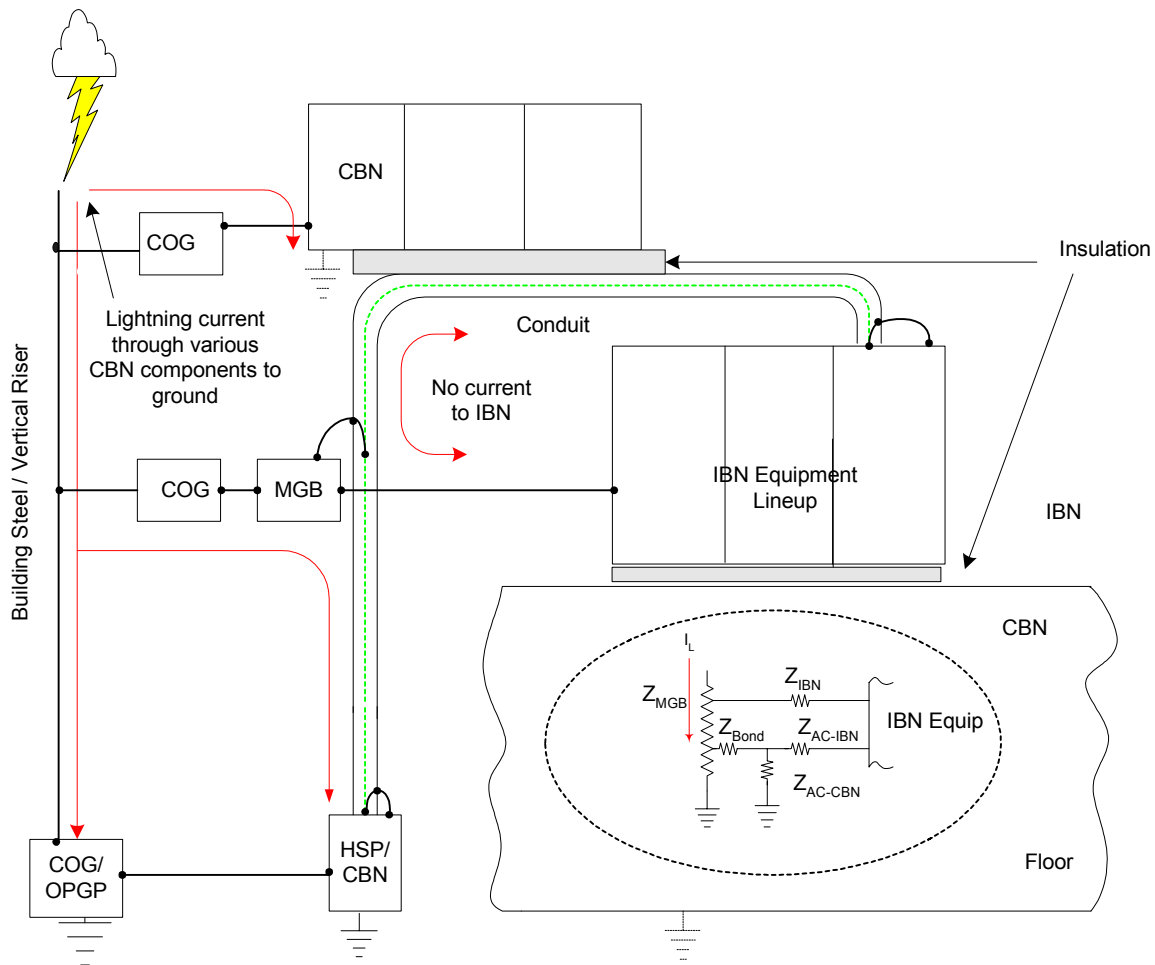 CBN
COG
Insulation
Lightning current
through various
CBN components to
ground
Conduit
No current
to IBN
Building Steel / Vertical Riser
COG
MGB
IBN Equipment
Lineup
IBN
CBN
I_L
Z_MGB
Z_IBN
Z_Bond
Z_AC-IBN
IBN Equip
Z_AC-CBN
Floor
COG/
OPGP
HSP/
CBN